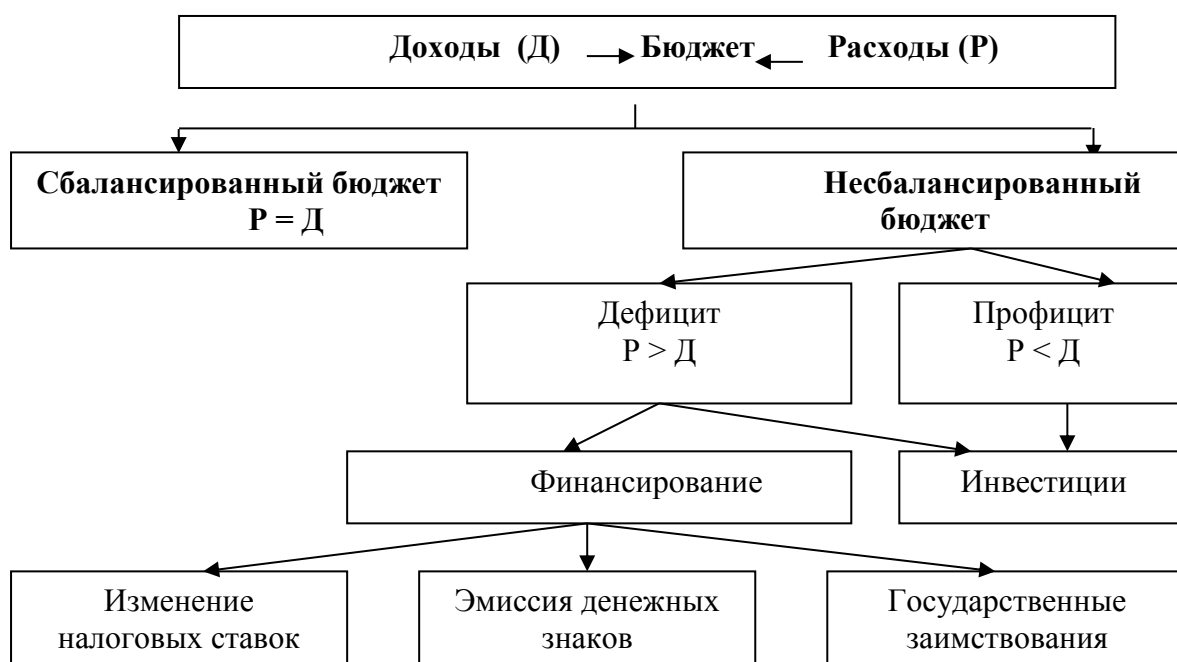 Доходы (Д) Бюджет Расходы (Р)
Сбалансированный бюджет
Р = Д
Несбалансированный
бюджет
Дефицит
Р > Д
Профицит
Р < Д
Финансирование
Инвестиции
Изменение
налоговых ставок
Эмиссия денежных
знаков
Государственные
заимствования